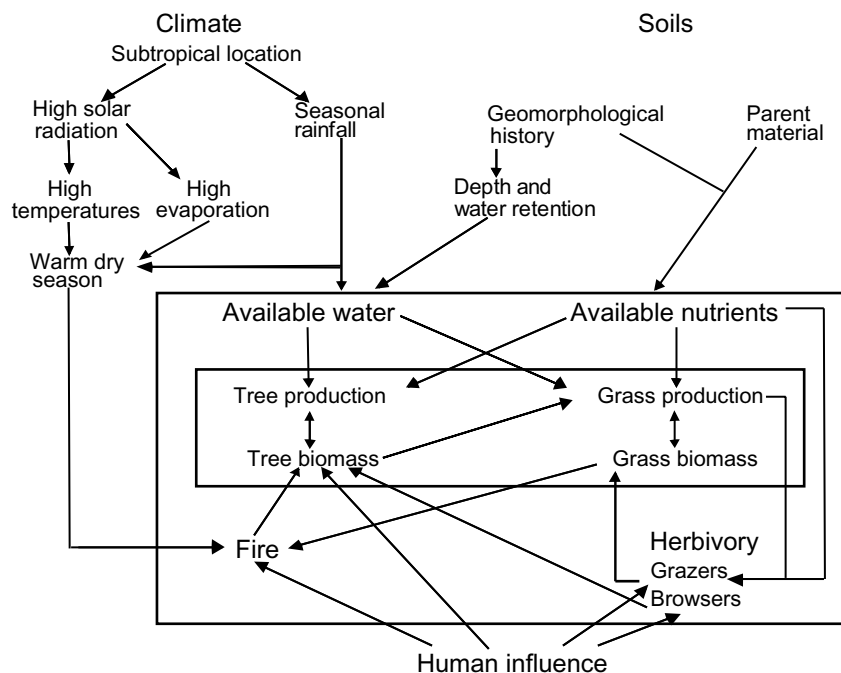 Climate
Soils
Subtropical location
High solar
radiation
Seasonal
rainfall
Geomorphological
history
Parent
material
High
temperatures
High
evaporation
Depth and
water retention
Warm dry
season
Available water
Available nutrients
Tree production
Grass production
Tree biomass
Grass biomass
Fire
Herbivory
Grazers
Browsers
Human influence